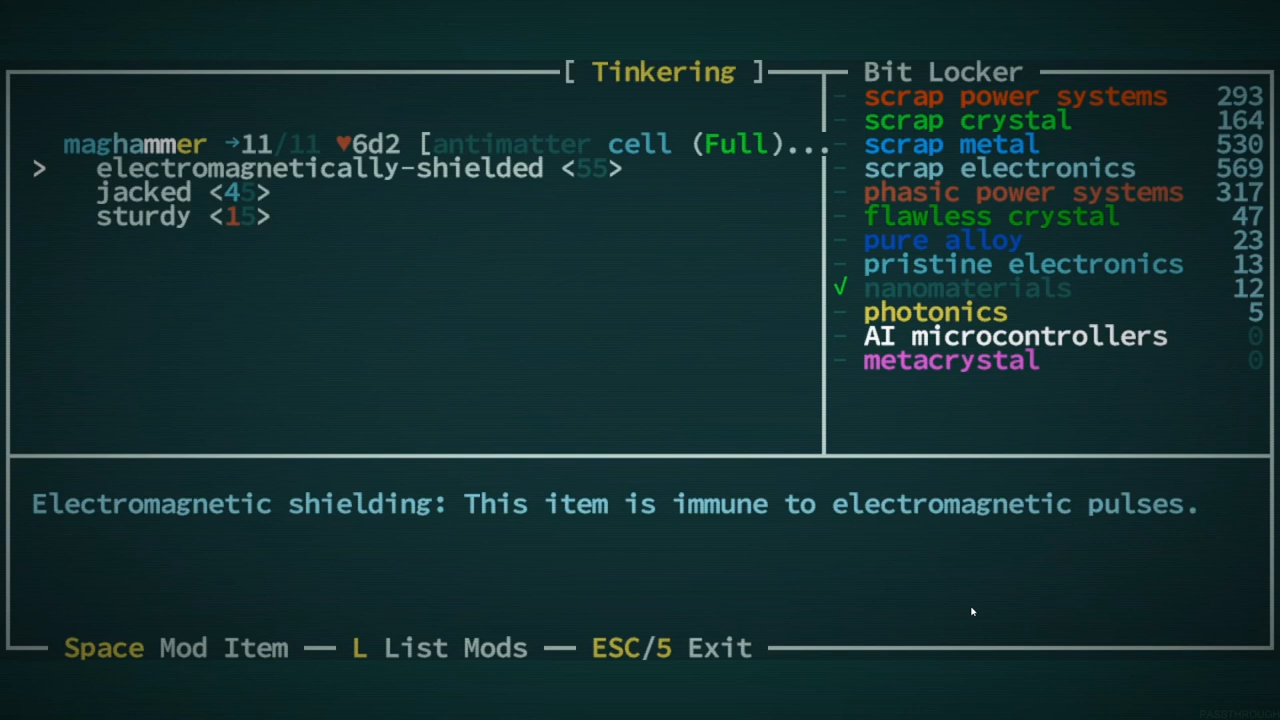 [ Tinkering ]
maghammer →11/11 ♥6d2 [antimatter cell (Full)...
> electromagnetically-shielded <55>
jacked <45>
sturdy <15>
Bit Locker
- scrap power systems 293
- scrap crystal 164
- scrap metal 530
- scrap electronics 569
- phasic power systems 317
- flawless crystal 47
- pure alloy 23
- pristine electronics 13
√ nanomaterials 12
- photonics 5
- AI microcontrollers 0
- metacrystal 0
Electromagnetic shielding: This item is immune to electromagnetic pulses.
Space Mod Item — L List Mods — ESC/5 Exit